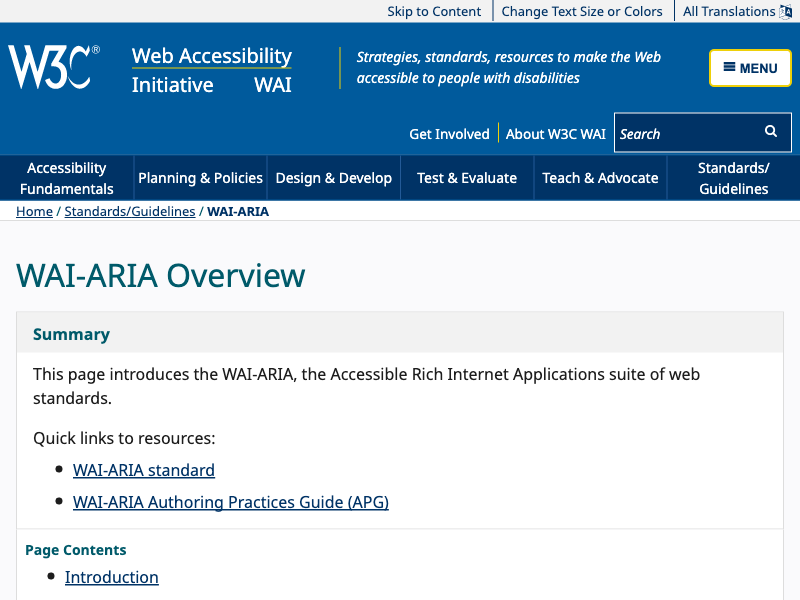 Skip to Content
Change Text Size or Colors
All Translations
W3C®
Web Accessibility
Initiative WAI
Strategies, standards, resources to make the Web
accessible to people with disabilities
MENU
Get Involved
About W3C WAI
Search
Accessibility
Fundamentals
Planning & Policies
Design & Develop
Test & Evaluate
Teach & Advocate
Standards/
Guidelines
Home / Standards/Guidelines / WAI-ARIA
WAI-ARIA Overview
Summary
This page introduces the WAI-ARIA, the Accessible Rich Internet Applications suite of web
standards.
Quick links to resources:
WAI-ARIA standard
WAI-ARIA Authoring Practices Guide (APG)
Page Contents
Introduction